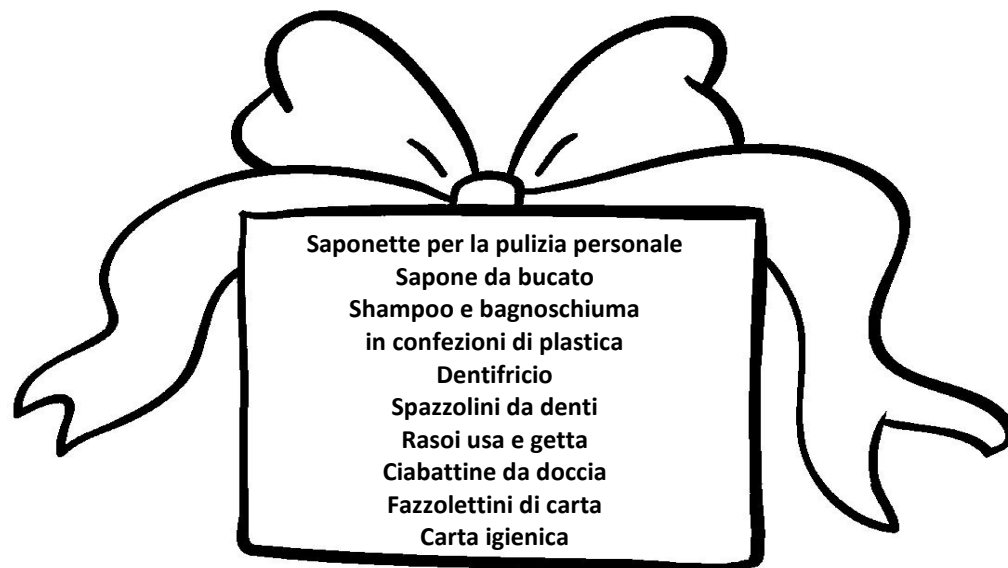 Saponette per la pulizia personale
Sapone da bucato
Shampoo e bagnoschiuma
in confezioni di plastica
Dentifricio
Spazzolini da denti
Rasoi usa e getta
Ciabattine da doccia
Fazzolettini di carta
Carta igienica